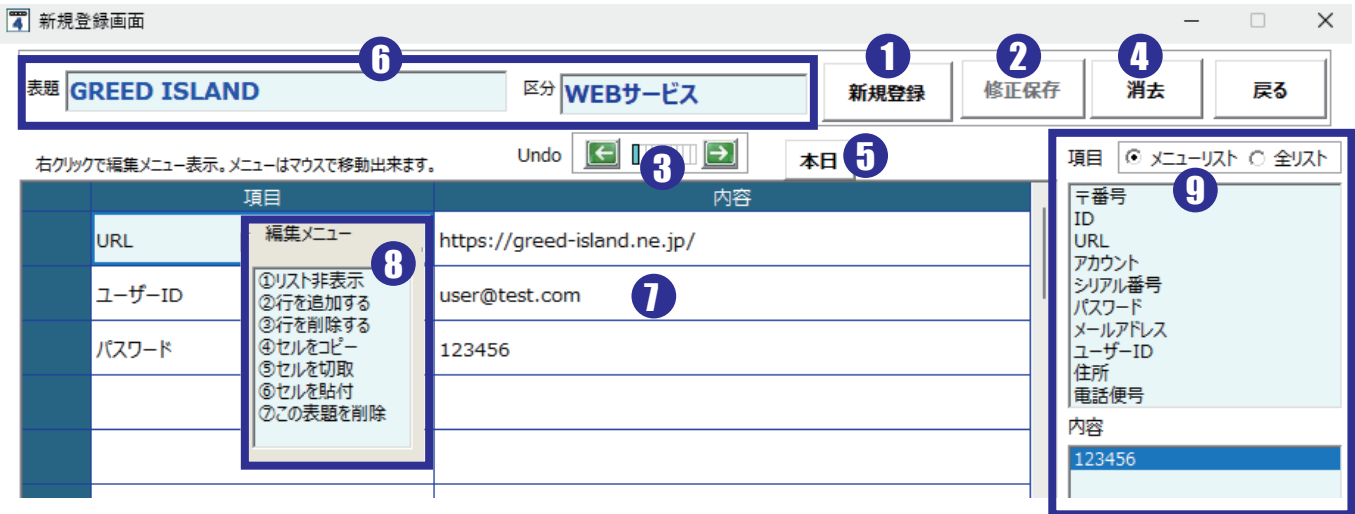 新規登録画面
6
1
2
4
表題 GREED ISLAND 区分 WEBサービス 新規登録 修正保存 消去 戻る
右クリックで編集メニュー表示。メニューはマウスで移動出来ます。 Undo 3 本日 5 項目 メニューリスト 全リスト
項目 内容
URL https://greed-island.ne.jp/
ユーザーID user@test.com
パスワード 123456
7
編集メニュー
8
①リスト非表示
②行を追加する
③行を削除する
④セルをコピー
⑤セルを切取
⑥セルを貼付
⑦この表題を削除
9
〒番号
ID
URL
アカウント
シリアル番号
パスワード
メールアドレス
ユーザーID
住所
電話便号
内容
123456